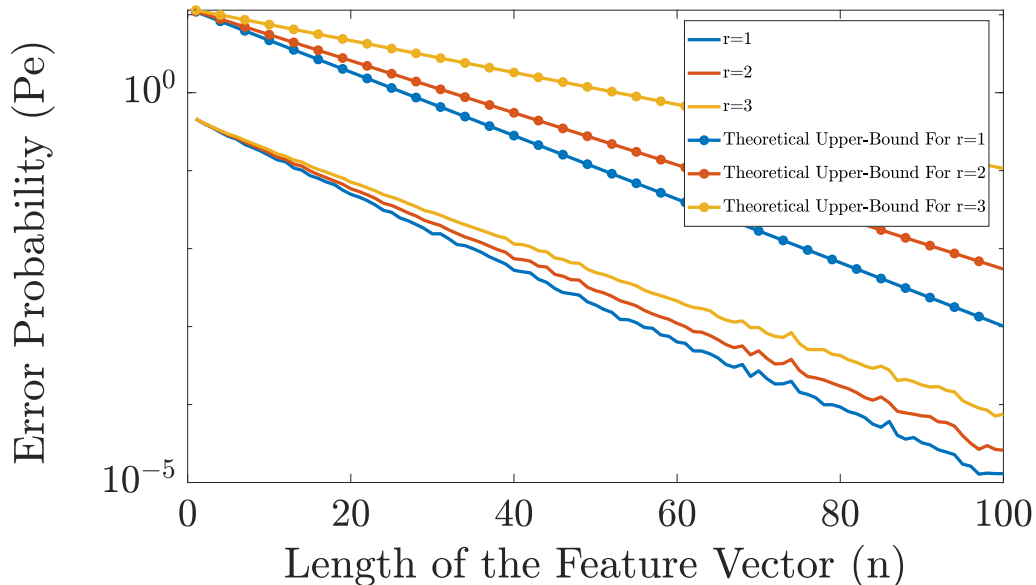 Error Probability (Pe)
10^0
10^-5
0 20 40 60 80 100
Length of the Feature Vector (n)
r=1
r=2
r=3
Theoretical Upper-Bound For r=1
Theoretical Upper-Bound For r=2
Theoretical Upper-Bound For r=3